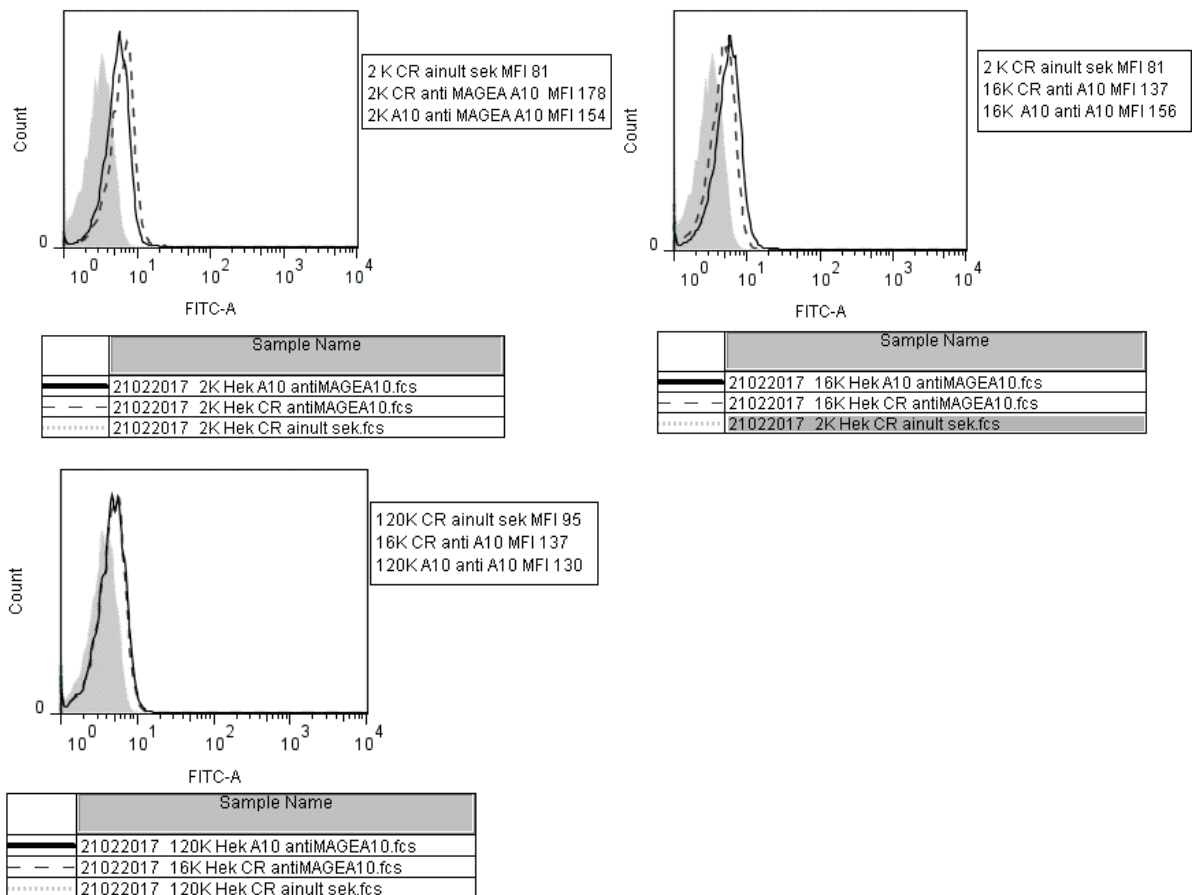 Count
0
10^0 10^1 10^2 10^3 10^4
FITC-A
2 K CR ainult sek MFI 81
2K CR anti MAGEA A10 MFI 178
2K A10 anti MAGEA A10 MFI 154
Sample Name
21022017 2K Hek A10 antiMAGEA10.fcs
21022017 2K Hek CR antiMAGEA10.fcs
21022017 2K Hek CR ainult sek.fcs
Count
0
10^0 10^1 10^2 10^3 10^4
FITC-A
2 K CR ainult sek MFI 81
16K CR anti A10 MFI 137
16K A10 anti A10 MFI 156
Sample Name
21022017 16K Hek A10 antiMAGEA10.fcs
21022017 16K Hek CR antiMAGEA10.fcs
21022017 2K Hek CR ainult sek.fcs
Count
0
10^0 10^1 10^2 10^3 10^4
FITC-A
120K CR ainult sek MFI 95
16K CR anti A10 MFI 137
120K A10 anti A10 MFI 130
Sample Name
21022017 120K Hek A10 antiMAGEA10.fcs
21022017 16K Hek CR antiMAGEA10.fcs
21022017 120K Hek CR ainult sek.fcs